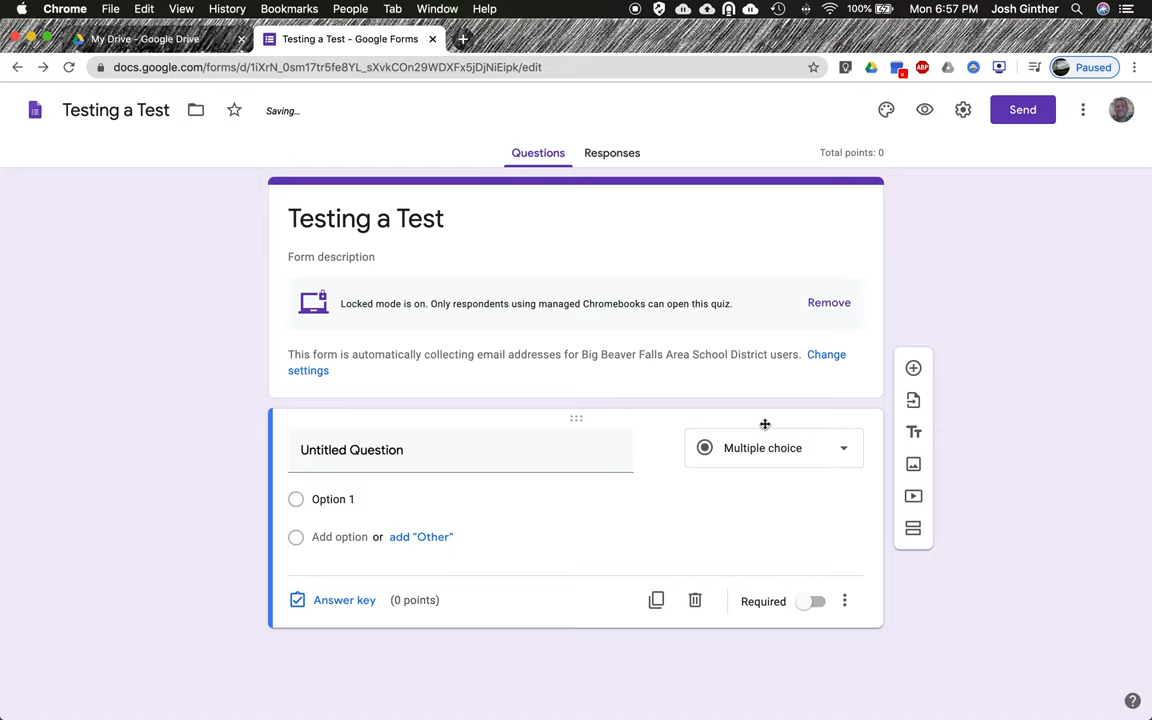 Chrome File Edit View History Bookmarks People Tab Window Help 100% Mon 6:57 PM Josh Ginther
My Drive - Google Drive Testing a Test - Google Forms
docs.google.com/forms/d/1iXrN_0sm17tr5fe8YL_sXvkCOn29WDXFx5jDjNiEipk/edit ABP Paused
Testing a Test Saving... Send
Questions Responses Total points: 0
Testing a Test
Form description
Locked mode is on. Only respondents using managed Chromebooks can open this quiz. Remove
This form is automatically collecting email addresses for Big Beaver Falls Area School District users. Change
settings
Untitled Question Multiple choice
Option 1
Add option or add "Other"
Answer key (0 points) Required